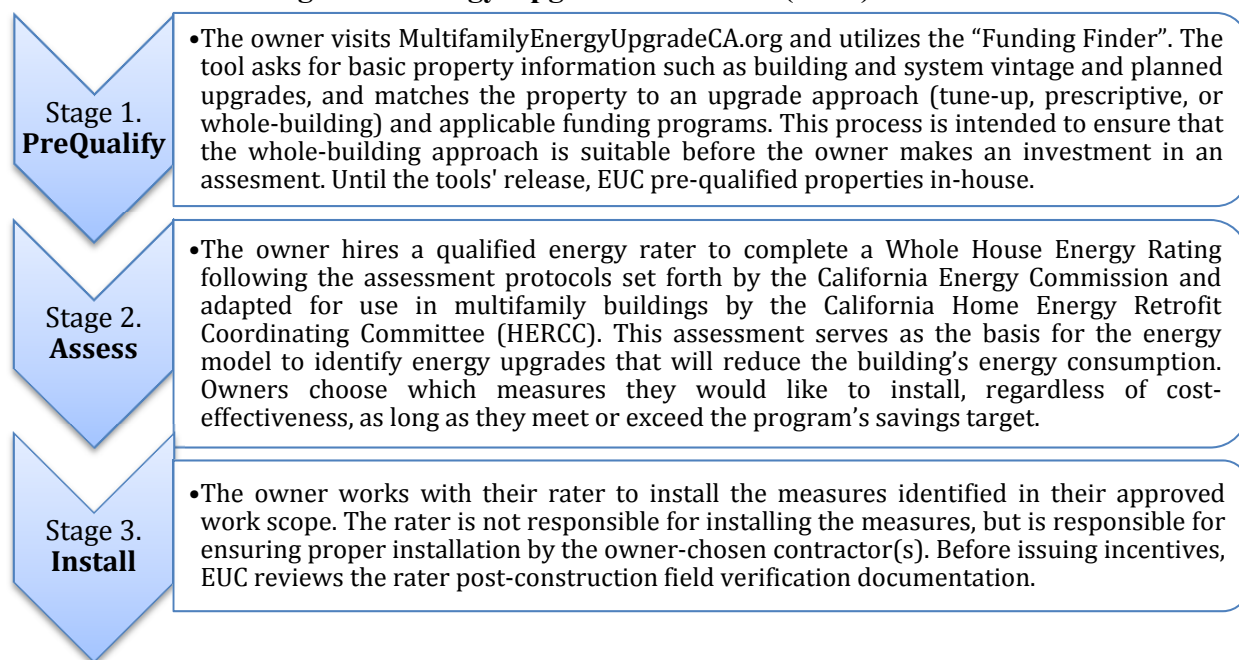 Stage 1.
PreQualify
•The owner visits MultifamilyEnergyUpgradeCA.org and utilizes the “Funding Finder”. The
tool asks for basic property information such as building and system vintage and planned
upgrades, and matches the property to an upgrade approach (tune-up, prescriptive, or
whole-building) and applicable funding programs. This process is intended to ensure that
the whole-building approach is suitable before the owner makes an investment in an
assesment. Until the tools' release, EUC pre-qualified properties in-house.
Stage 2.
Assess
•The owner hires a qualified energy rater to complete a Whole House Energy Rating
following the assessment protocols set forth by the California Energy Commission and
adapted for use in multifamily buildings by the California Home Energy Retrofit
Coordinating Committee (HERCC). This assessment serves as the basis for the energy
model to identify energy upgrades that will reduce the building’s energy consumption.
Owners choose which measures they would like to install, regardless of cost-
effectiveness, as long as they meet or exceed the program’s savings target.
Stage 3.
Install
•The owner works with their rater to install the measures identified in their approved
work scope. The rater is not responsible for installing the measures, but is responsible for
ensuring proper installation by the owner-chosen contractor(s). Before issuing incentives,
EUC reviews the rater post-construction field verification documentation.